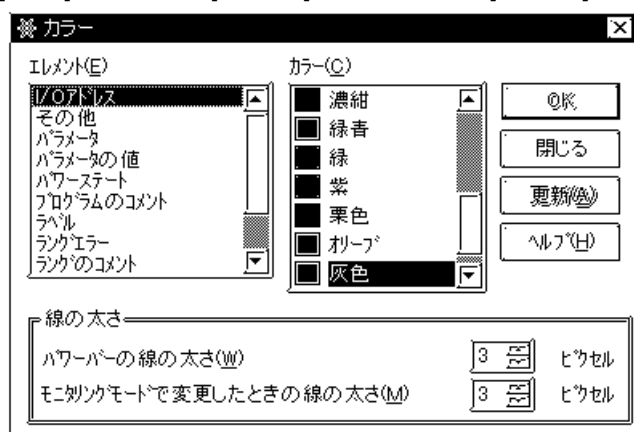 カラー
エレメント(E)
I/Oアドレス
その他
パラメータ
パラメータの値
パワーステート
プログラムのコメント
ラベル
ラングエラー
ラングのコメント
カラー(C)
濃紺
緑青
緑
紫
栗色
オリーブ
灰色
OK
閉じる
更新(A)
ヘルプ(H)
線の太さ
パワーバーの線の太さ(W) 3 ピクセル
モニタリングモードで変更したときの線の太さ(M) 3 ピクセル